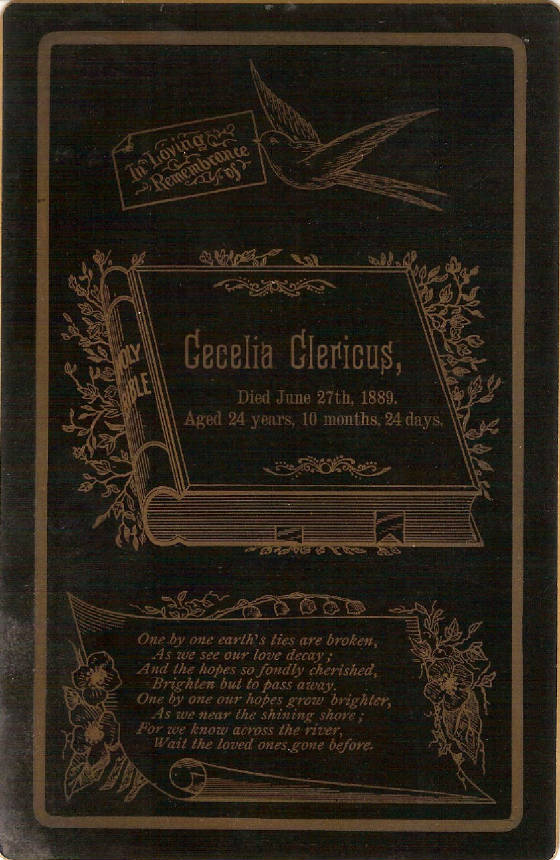 In Loving
Remembrance
of
OLY
BLE
Cecelia Clericus,
Died June 27th, 1889.
Aged 24 years, 10 months, 24 days.
One by one earth's ties are broken,
As we see our love decay;
And the hopes so fondly cherished,
Brighten but to pass away.
One by one our hopes grow brighter,
As we near the shining shore;
For we know across the river,
Wait the loved ones gone before.